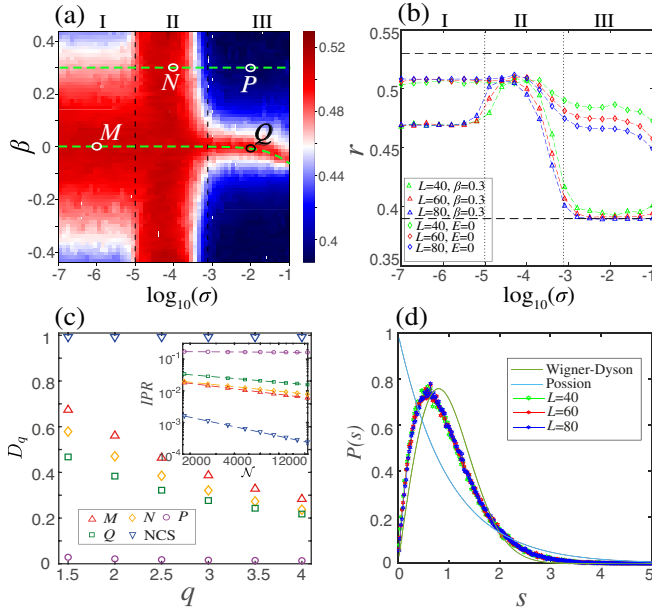 (a)
I II III
β
0.4
0.2
0
-0.2
-0.4
M
N
P
Q
-7 -6 -5 -4 -3 -2 -1
log10(σ)
0.52
0.5
0.48
0.46
0.44
0.42
0.4
(b)
I II III
r
0.55
0.45
0.35
L=40, β=0.3
L=60, β=0.3
L=80, β=0.3
L=40, E=0
L=60, E=0
L=80, E=0
-7 -6 -5 -4 -3 -2 -1
log10(σ)
(c)
Dq
1
0.8
0.6
0.4
0.2
0
IPR
10⁻¹
10⁻²
10⁻³
10⁻⁴
2000 4000 12000
N
M N P
Q NCS
1.5 2 2.5 3 3.5 4
q
(d)
P(s)
1
0.8
0.6
0.4
0.2
0
Wigner-Dyson
Possion
L=40
L=60
L=80
0 1 2 3 4 5
s